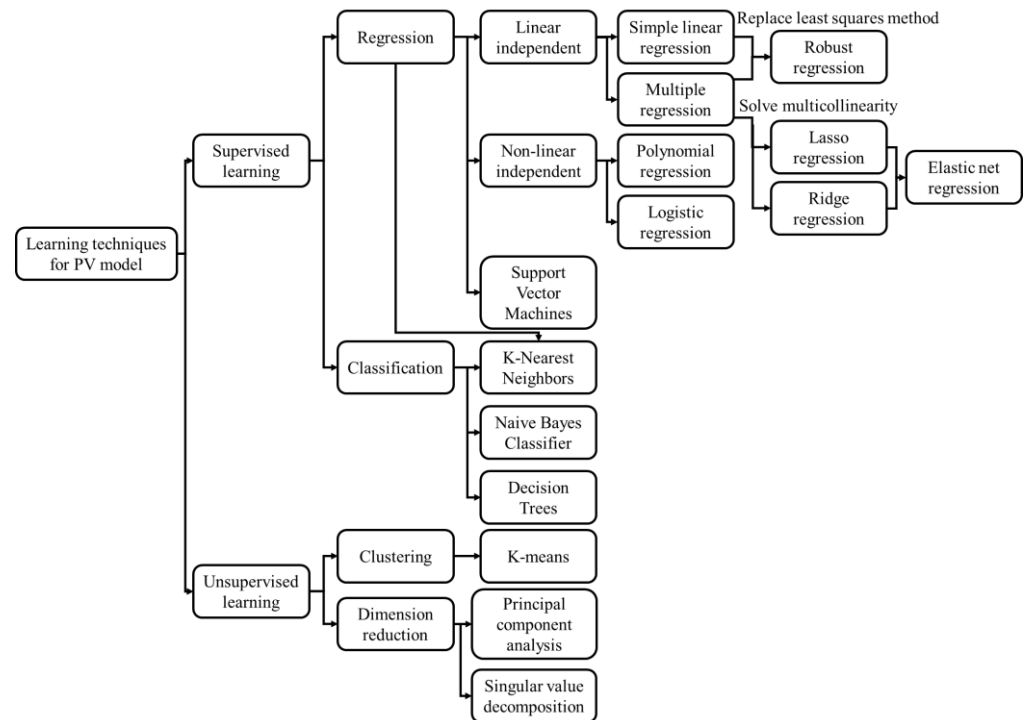 Learning techniques
for PV model
Supervised
learning
Regression
Linear
independent
Simple linear
regression
Replace least squares method
Robust
regression
Multiple
regression
Solve multicollinearity
Lasso
regression
Ridge
regression
Elastic net
regression
Non-linear
independent
Polynomial
regression
Logistic
regression
Support
Vector
Machines
Classification
K-Nearest
Neighbors
Naive Bayes
Classifier
Decision
Trees
Unsupervised
learning
Clustering
K-means
Dimension
reduction
Principal
component
analysis
Singular value
decomposition